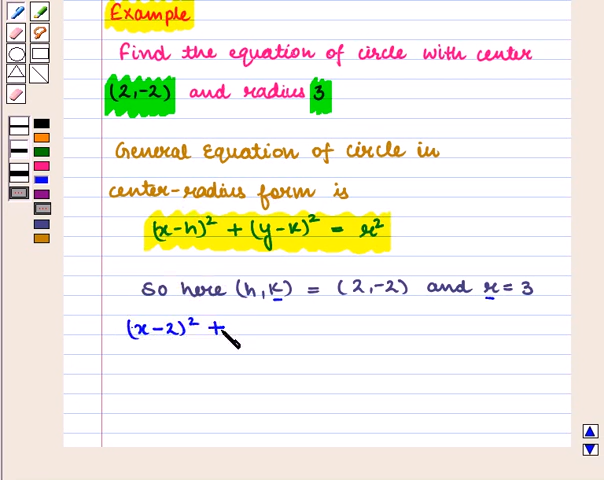 Example
Find the equation of circle with center
(2,-2) and radius 3
General Equation of circle in
center-radius form is
(x-h)² + (y-k)² = r²
So here (h,k) = (2,-2) and r = 3
(x-2)² +